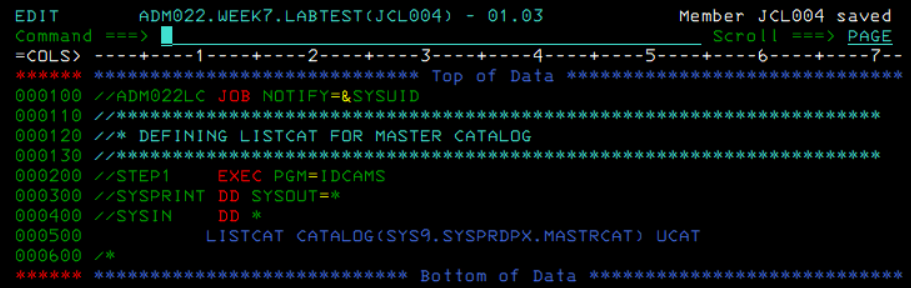 EDIT       ADM022.WEEK7.LABTEST(JCL004) - 01.03            Member JCL004 saved
Command ===>                                                  Scroll ===> PAGE
=COLS> ----+----1----+----2----+----3----+----4----+----5----+----6----+----7--
****** ***************************** Top of Data ******************************
000100 //ADM022LC JOB NOTIFY=&SYSUID
000110 //********************************************************************
000120 //* DEFINING LISTCAT FOR MASTER CATALOG
000130 //********************************************************************
000200 //STEP1    EXEC PGM=IDCAMS
000300 //SYSPRINT DD SYSOUT=*
000400 //SYSIN    DD *
000500           LISTCAT CATALOG(SYS9.SYSPRDPX.MASTRCAT) UCAT
000600 /*
****** **************************** Bottom of Data ****************************